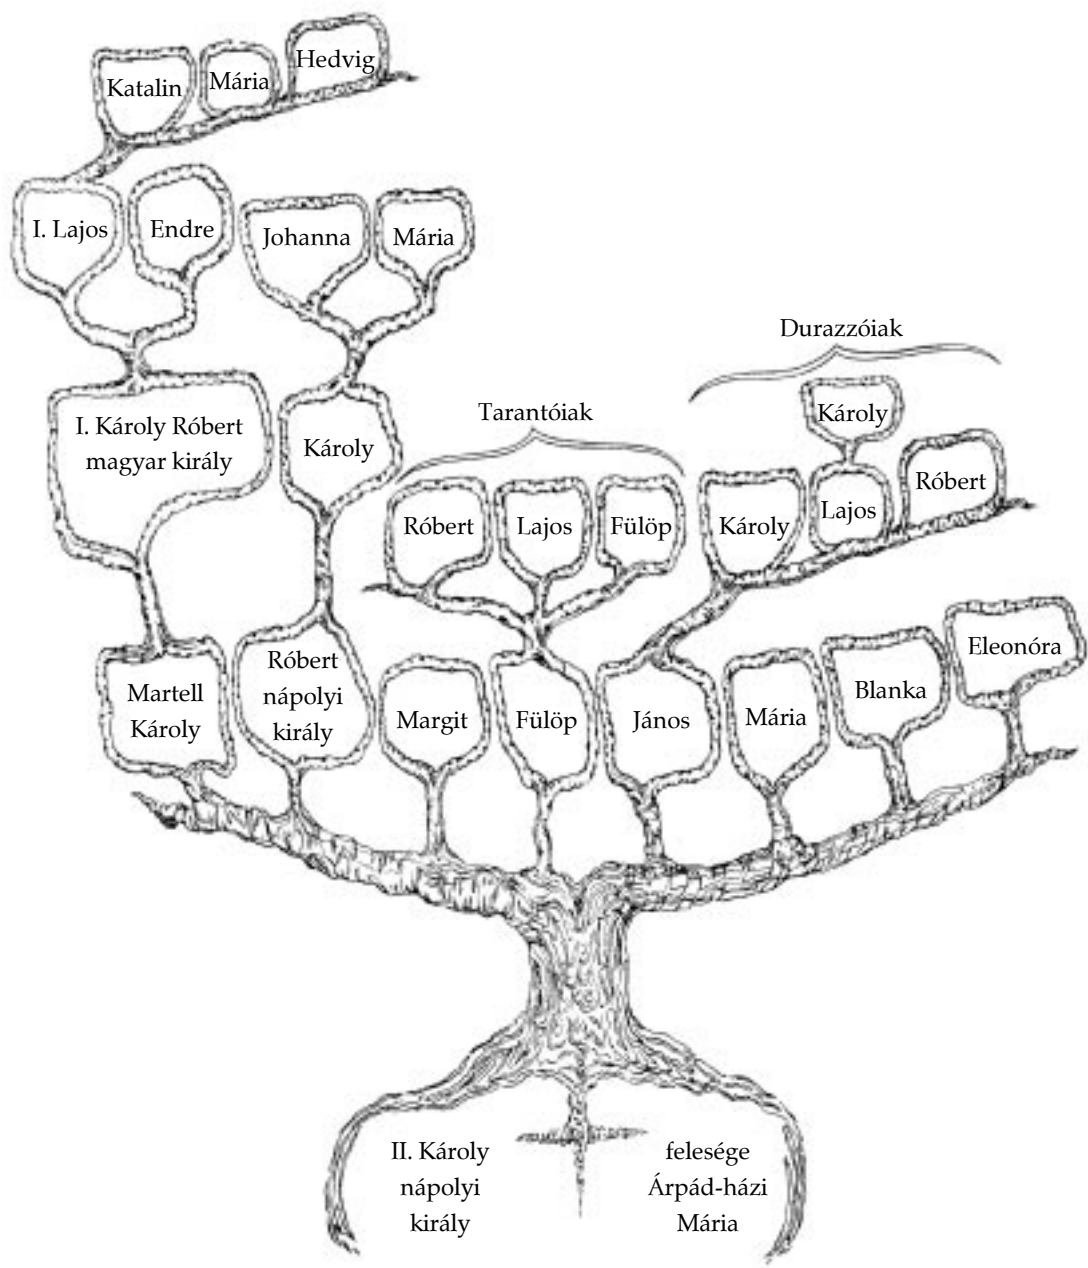 Katalin
Mária
Hedvig
I. Lajos
Endre
Johanna
Mária
Durazzóiak
I. Károly Róbert
magyar király
Károly
Tarantóiak
Károly
Róbert
Lajos
Fülöp
Károly
Lajos
Róbert
Martell
Károly
Róbert
nápolyi
király
Margit
Fülöp
János
Mária
Blanka
Eleonóra
II. Károly
nápolyi
király
felesége
Árpád-házi
Mária